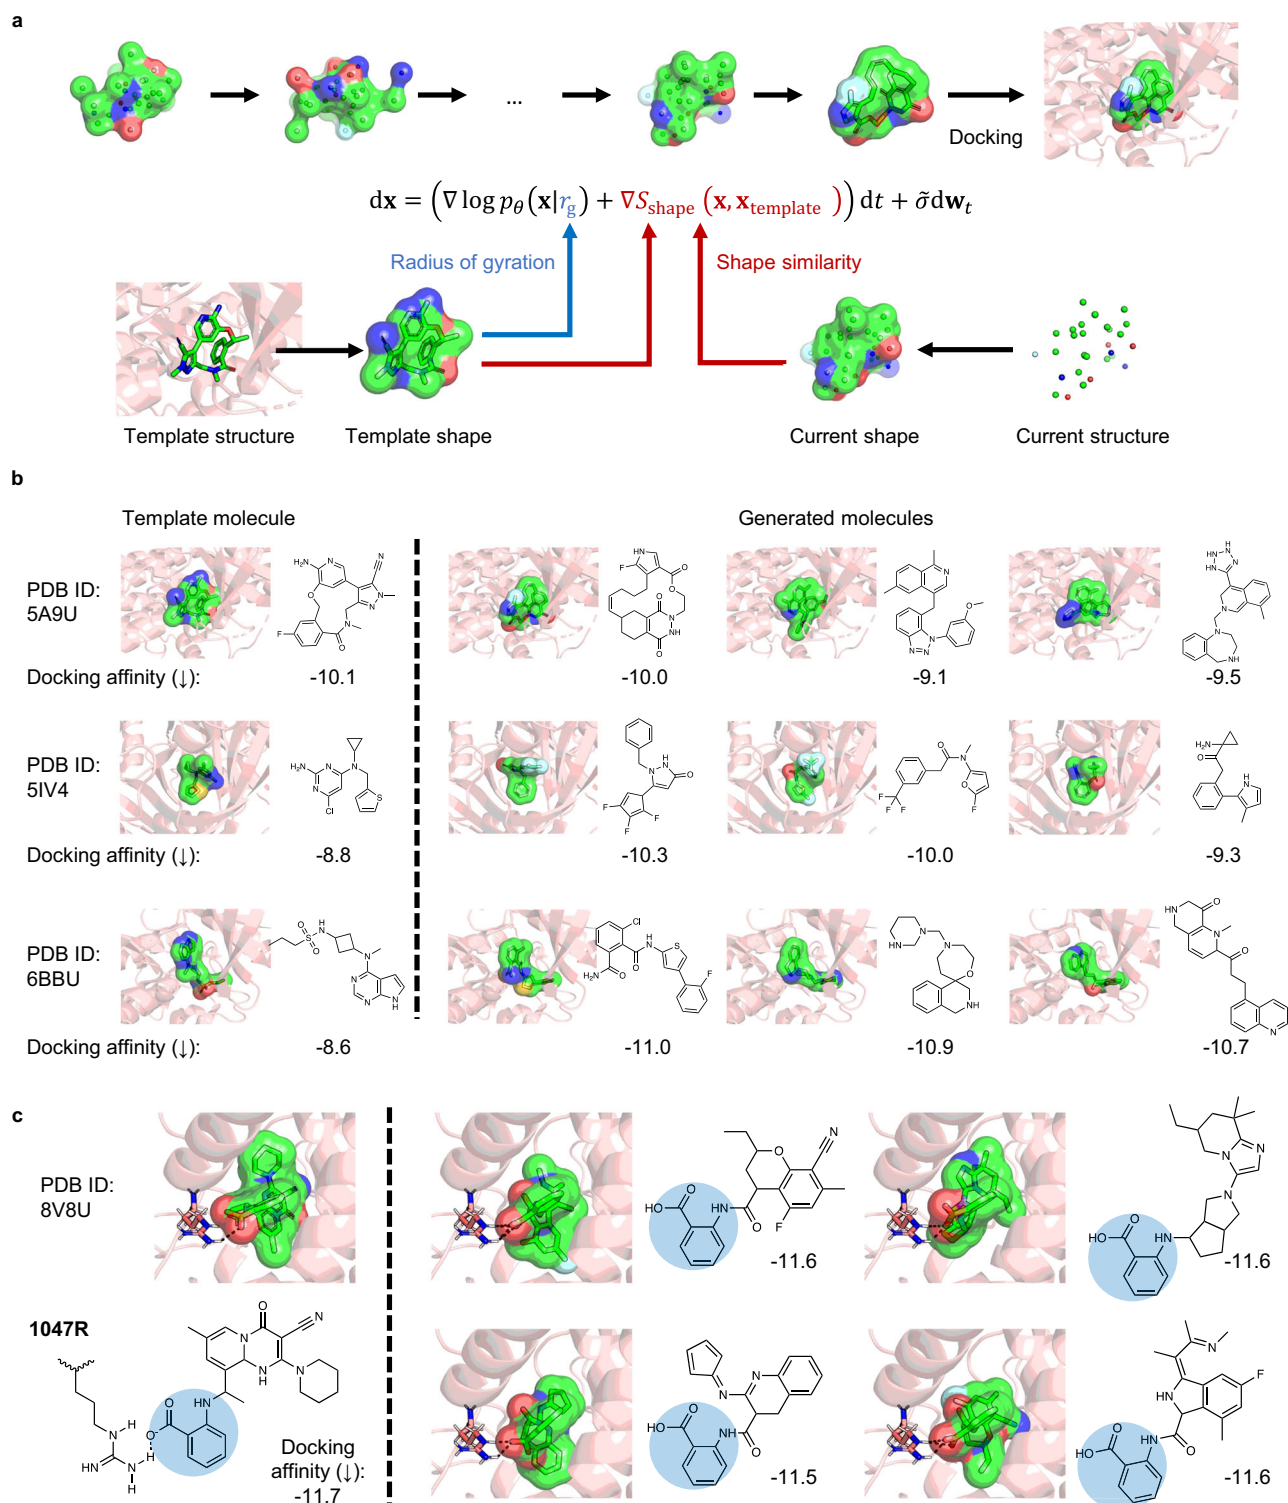 a
...
Docking
dx = (∇ log pθ(x|rg) + ∇Sshape (x, xtemplate )) dt + σ̃dwt
Radius of gyration
Shape similarity
Template structure
Template shape
Current shape
Current structure
b
Template molecule
Generated molecules
PDB ID:
5A9U
Docking affinity (↓):
-10.1
-10.0
-9.1
-9.5
PDB ID:
5IV4
Docking affinity (↓):
-8.8
-10.3
-10.0
-9.3
PDB ID:
6BBU
Docking affinity (↓):
-8.6
-11.0
-10.9
-10.7
c
PDB ID:
8V8U
-11.6
-11.6
1047R
Docking
affinity (↓):
-11.7
-11.5
-11.6